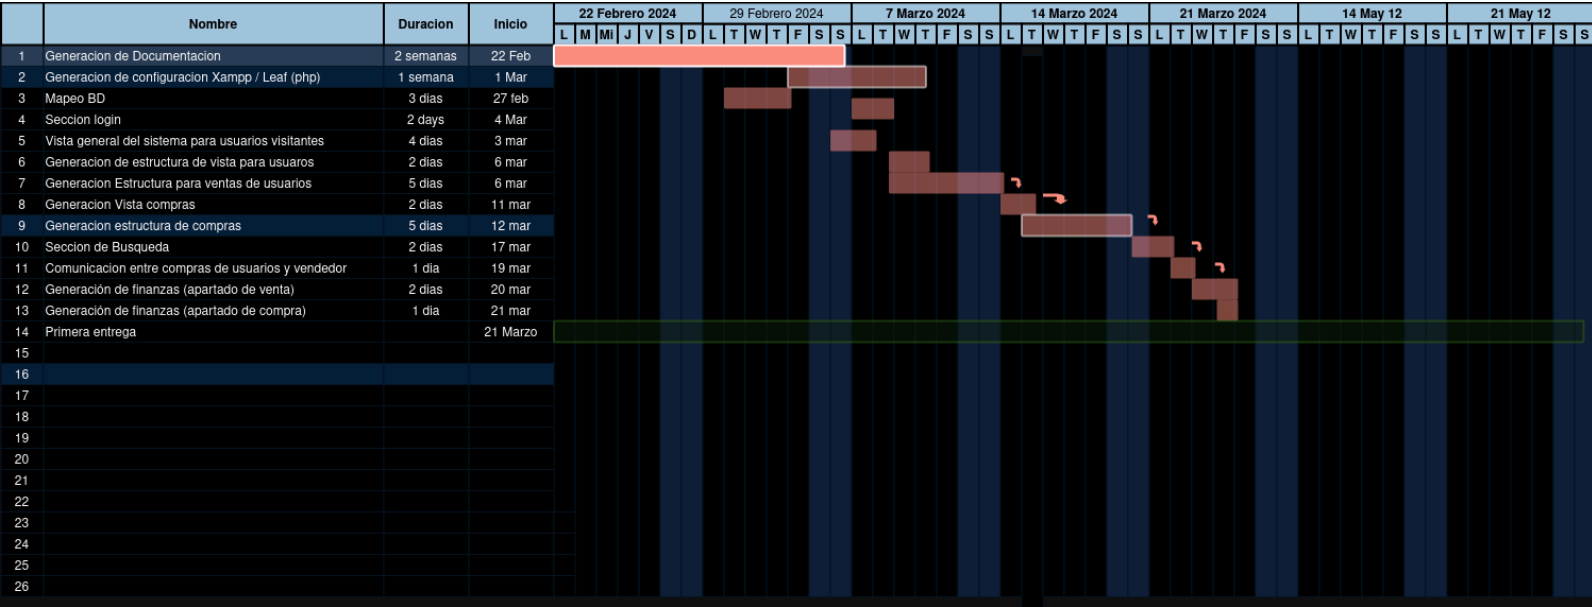 Nombre Duracion Inicio 22 Febrero 2024 29 Febrero 2024 7 Marzo 2024 14 Marzo 2024 21 Marzo 2024 14 May 12 21 May 12
L M Mi J V S D L T W T F S S L T W T F S S L T W T F S S L T W T F S S L T W T F S S L T W T F S S
1 Generacion de Documentacion 2 semanas 22 Feb
2 Generacion de configuracion Xampp / Leaf (php) 1 semana 1 Mar
3 Mapeo BD 3 dias 27 feb
4 Seccion login 2 days 4 Mar
5 Vista general del sistema para usuarios visitantes 4 dias 3 mar
6 Generacion de estructura de vista para usuaros 2 dias 6 mar
7 Generacion Estructura para ventas de usuarios 5 dias 6 mar
8 Generacion Vista compras 2 dias 11 mar
9 Generacion estructura de compras 5 dias 12 mar
10 Seccion de Busqueda 2 dias 17 mar
11 Comunicacion entre compras de usuarios y vendedor 1 dia 19 mar
12 Generación de finanzas (apartado de venta) 2 dias 20 mar
13 Generación de finanzas (apartado de compra) 1 dia 21 mar
14 Primera entrega 21 Marzo
15
16
17
18
19
20
21
22
23
24
25
26